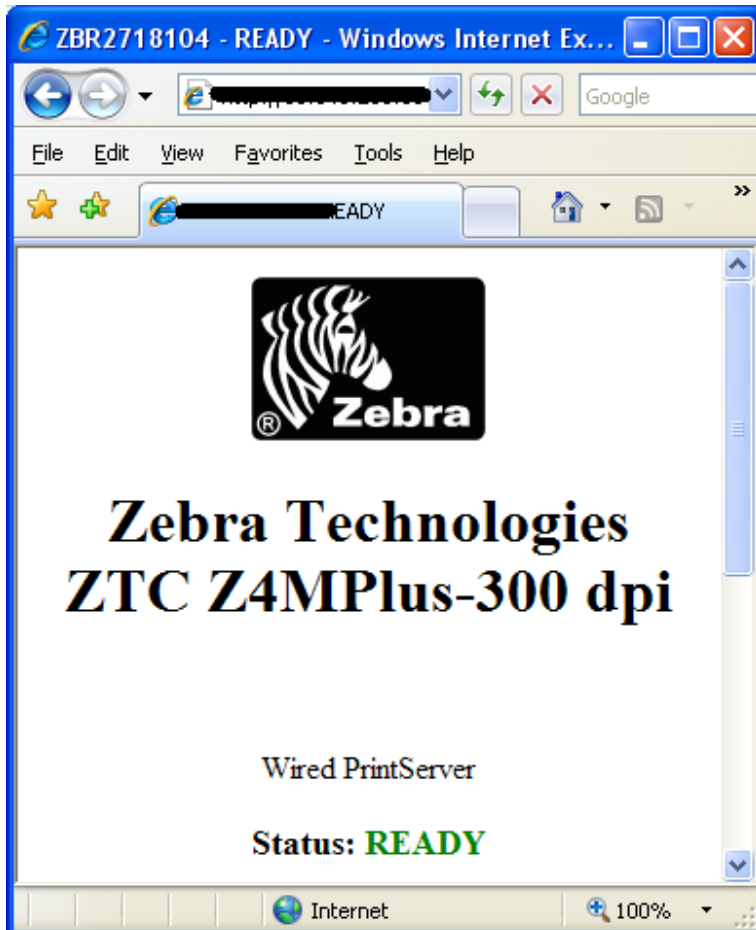 ZBR2718104 - READY - Windows Internet Ex...
Google
File Edit View Favorites Tools Help
EADY
Zebra
®
Zebra Technologies
ZTC Z4MPlus-300 dpi
Wired PrintServer
Status: READY
Internet 100%